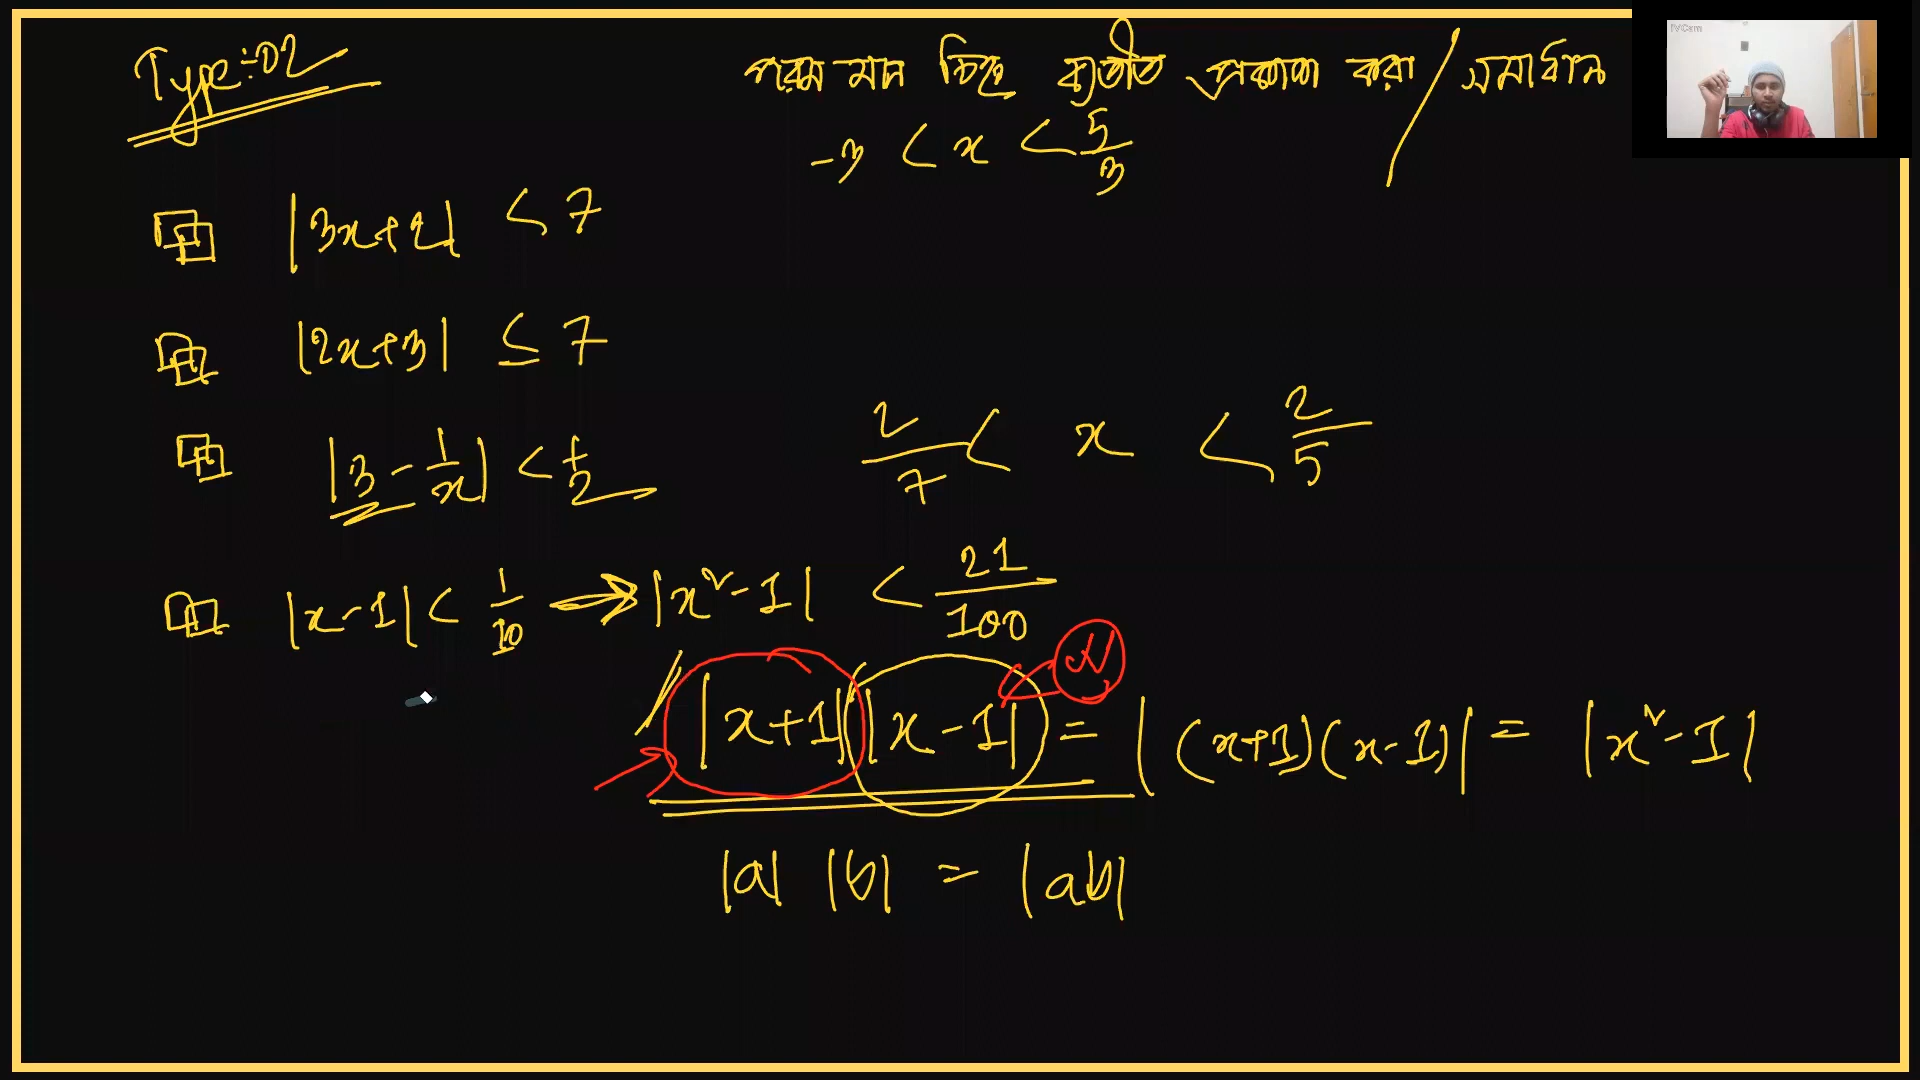 Type:-02
পরম মান চিহ্ন ব্যতীত প্রকাশ করা / সমাধান
-3 < x < 5/3
|3x+2| < 7
|2x+3| ≤ 7
|3 - 1/x| < 1/2
2/7 < x < 2/5
|x-1| < 1/10 → |x²-1| < 21/100
|x+1||x-1| = |(x+1)(x-1)| = |x²-1|
|a| |b| = |ab|